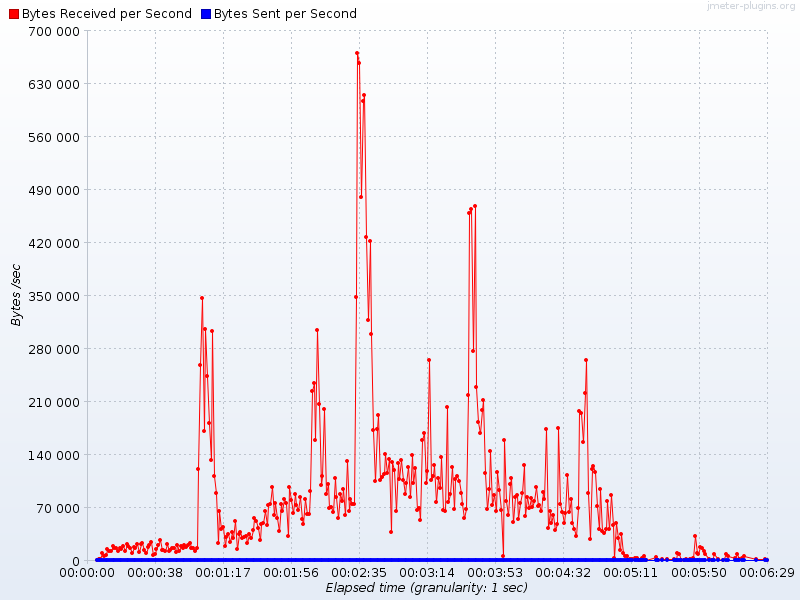 Bytes Received per Second Bytes Sent per Second
jmeter-plugins.org
700 000
630 000
560 000
490 000
420 000
350 000
280 000
210 000
140 000
70 000
0
Bytes /sec
00:00:00 00:00:38 00:01:17 00:01:56 00:02:35 00:03:14 00:03:53 00:04:32 00:05:11 00:05:50 00:06:29
Elapsed time (granularity: 1 sec)